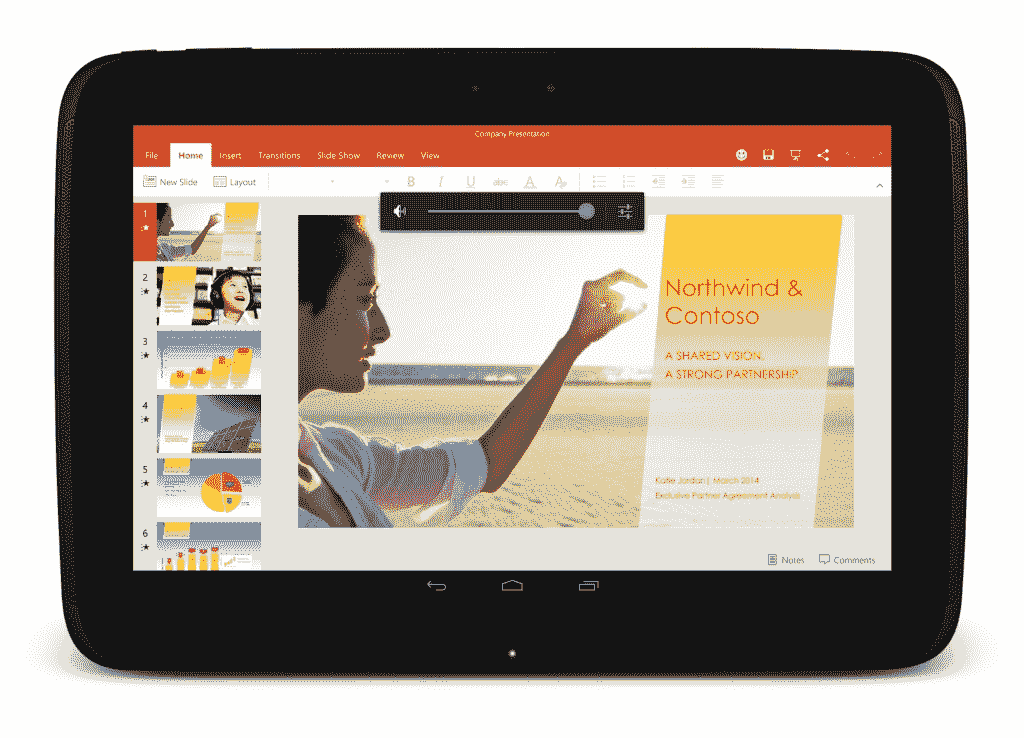 Company Presentation
File Home Insert Transitions Slide Show Review View
New Slide Layout B I U abc A A
1
2
3
4
5
6
Northwind &
Contoso
A SHARED VISION,
A STRONG PARTNERSHIP
Katie Jordan | March 2014
Exclusive Partner Agreement Analysis
Notes Comments